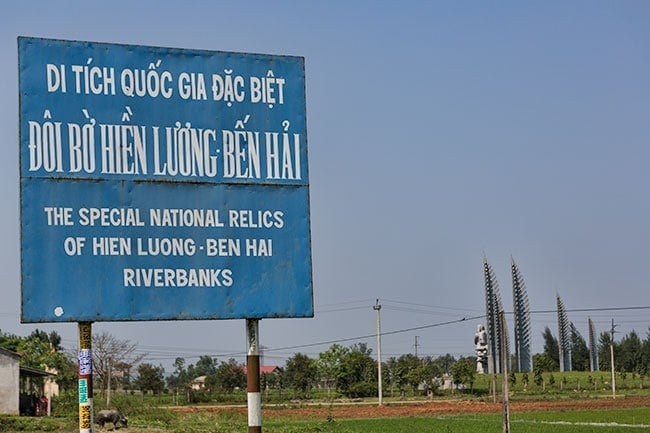 DI TÍCH QUỐC GIA ĐẶC BIỆT
ĐÔI BỜ HIỀN LƯƠNG-BẾN HẢI
THE SPECIAL NATIONAL RELICS
OF HIEN LUONG - BEN HAI
RIVERBANKS